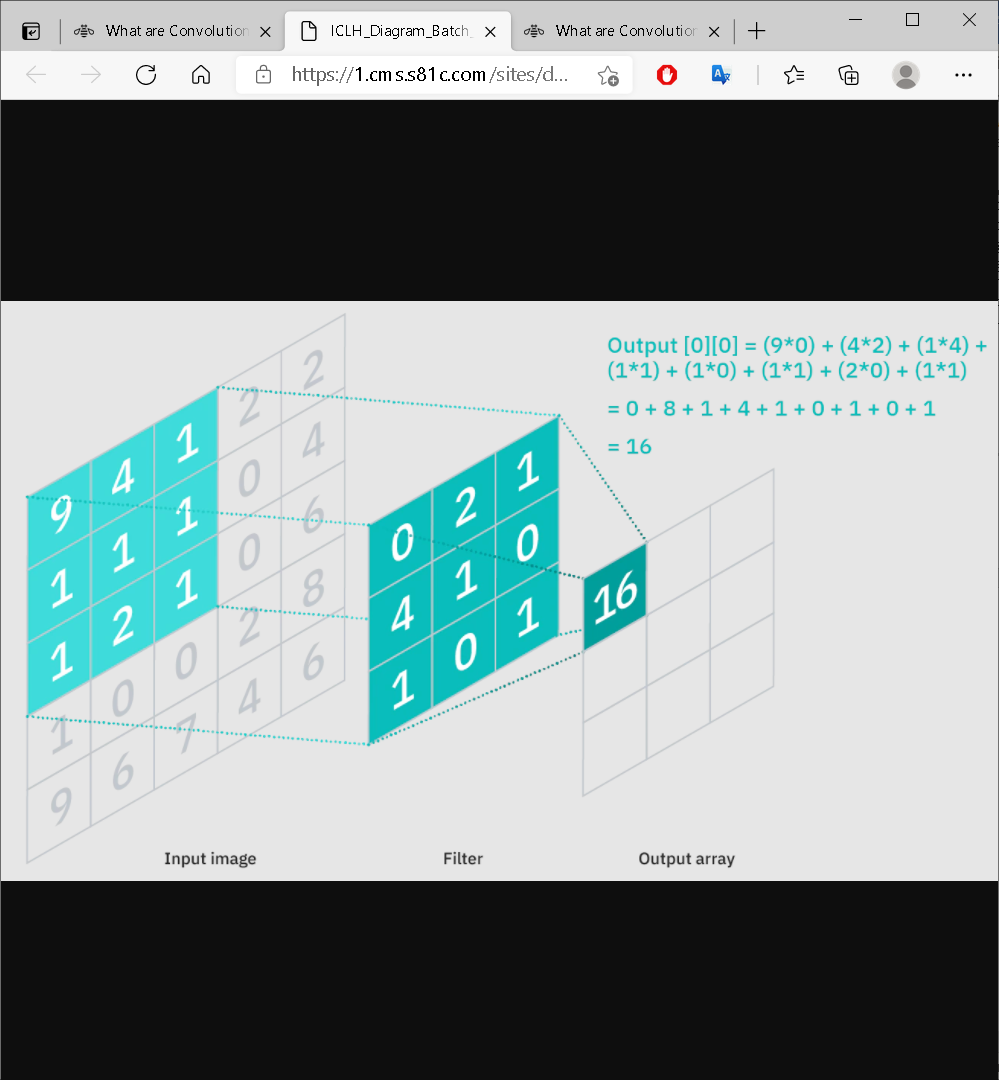 What are Convolution
ICLH_Diagram_Batch_
What are Convolution
https://1.cms.s81c.com/sites/d...
Output [0][0] = (9*0) + (4*2) + (1*4) +
(1*1) + (1*0) + (1*1) + (2*0) + (1*1)
= 0 + 8 + 1 + 4 + 1 + 0 + 1 + 0 + 1
= 16
9 4 1 2 2
1 1 1 0 4
1 2 1 0 6
1 0 0 2 8
9 6 7 4 6
0 2 1
4 1 0
1 0 1
16
Input image
Filter
Output array